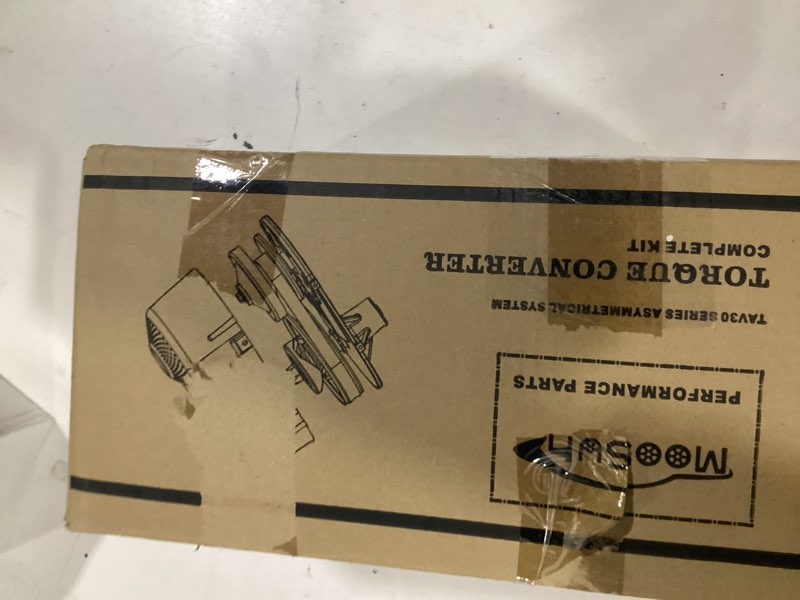 MOOSUN
PERFORMANCE PARTS
TAV30 SERIES ASYMMETRICAL SYSTEM
TORQUE CONVERTER
COMPLETE KIT